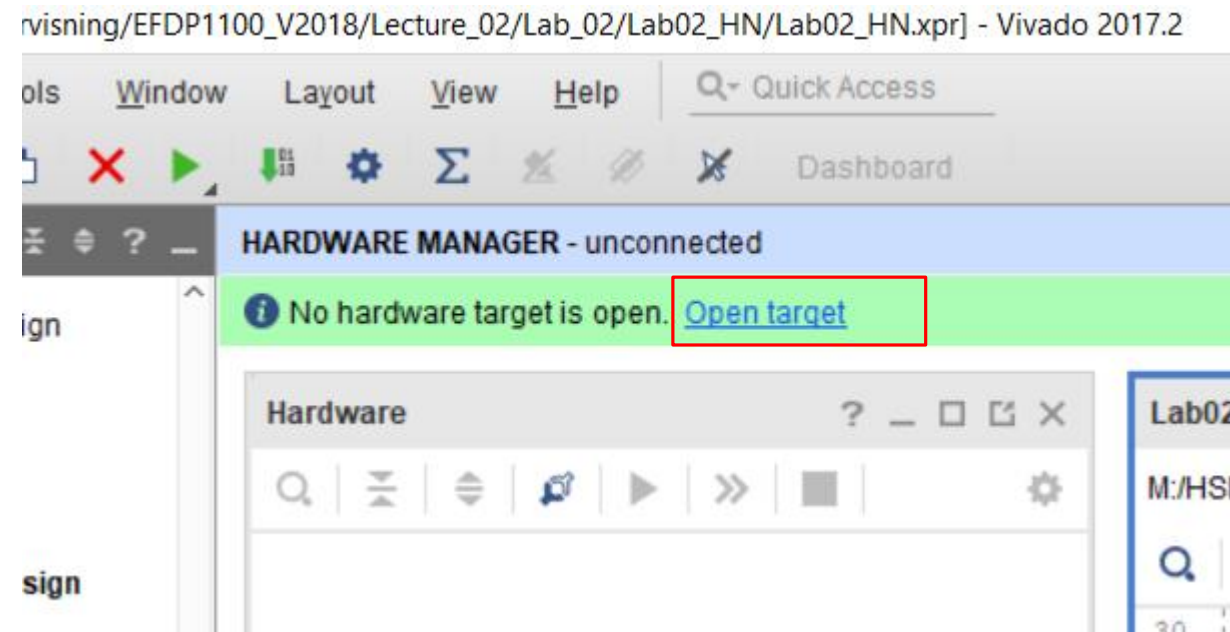 rvisning/EFDP1100_V2018/Lecture_02/Lab_02/Lab02_HN/Lab02_HN.xpr] - Vivado 2017.2
ols Window Layout View Help Quick Access
Dashboard
HARDWARE MANAGER - unconnected
ign
No hardware target is open. Open target
Hardware
Lab02
M:/HS
sign
30